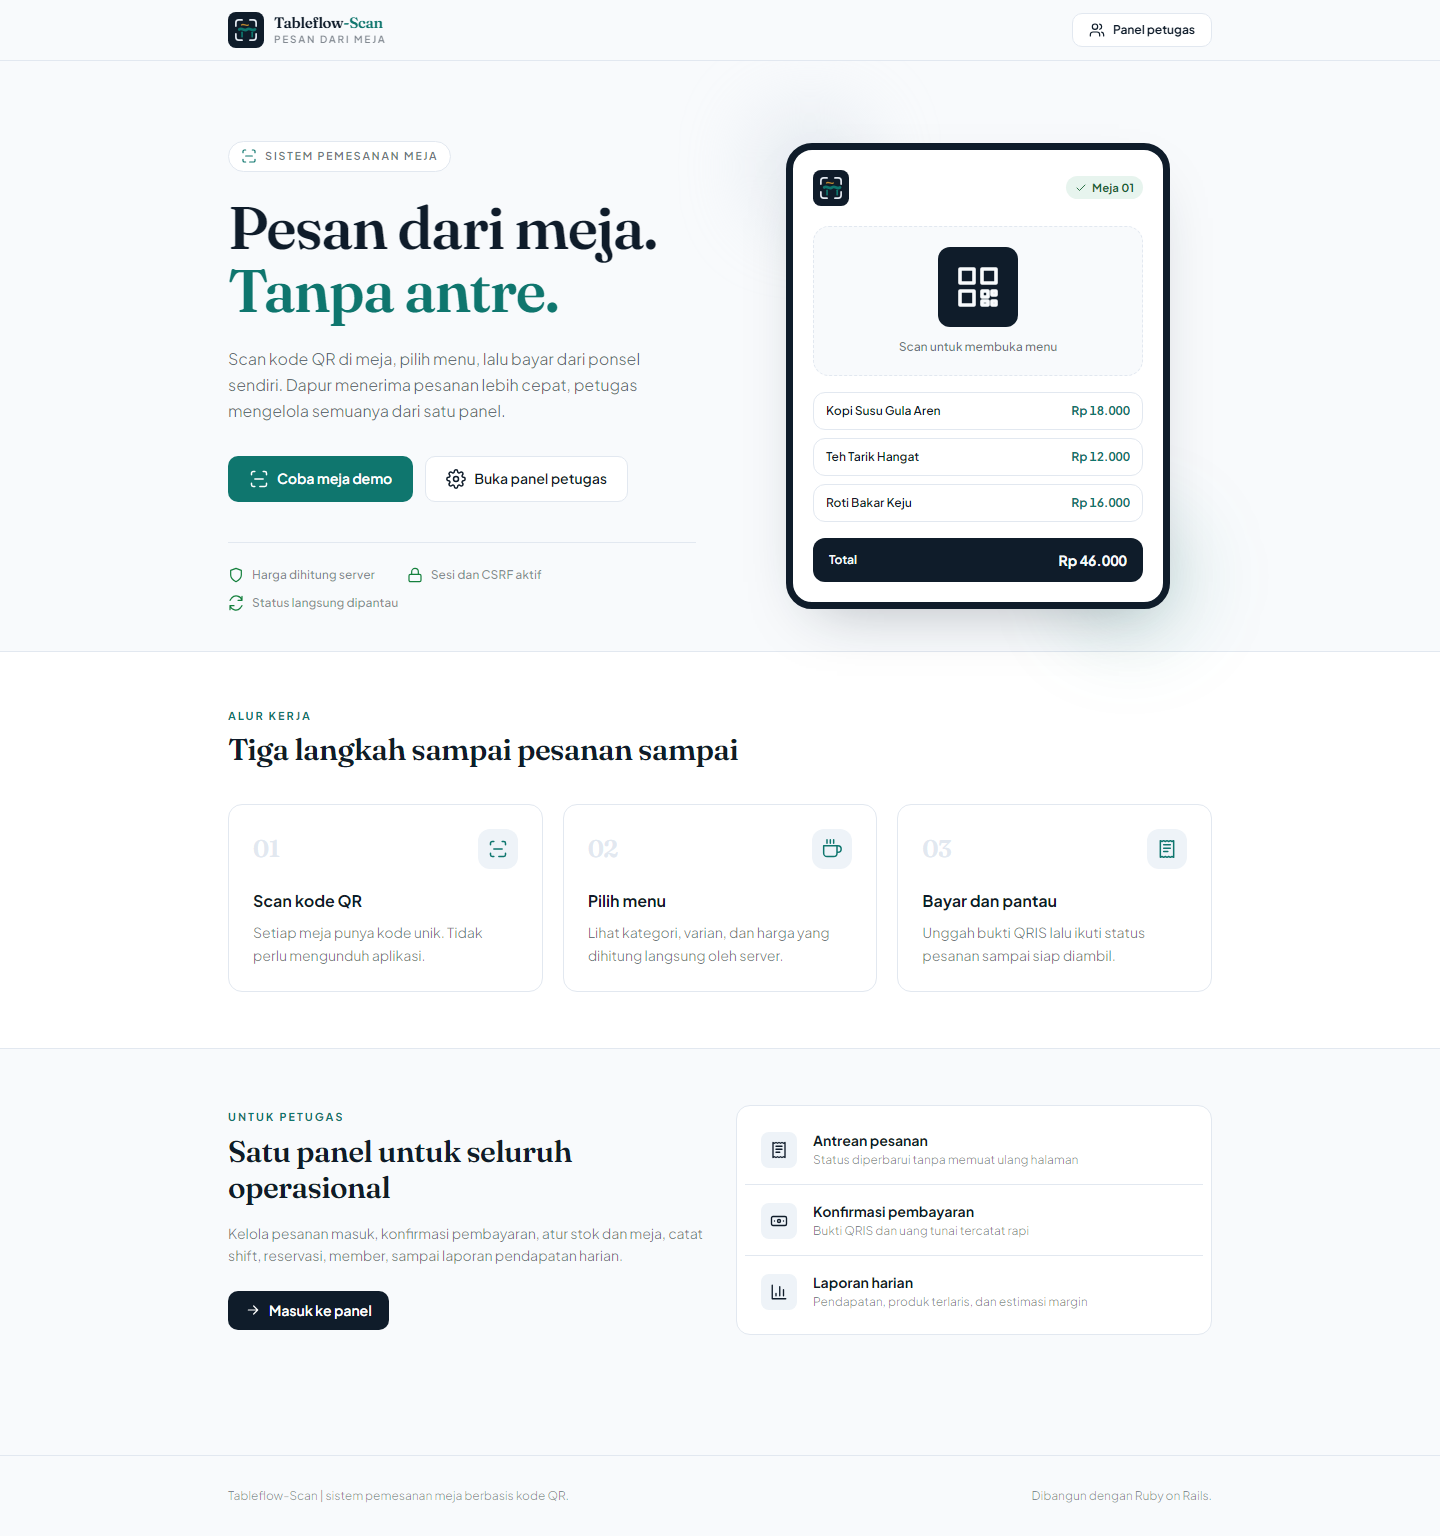 Tableflow-Scan
PESAN DARI MEJA
Panel petugas
SISTEM PEMESANAN MEJA
Pesan dari meja.
Tanpa antre.
Scan kode QR di meja, pilih menu, lalu bayar dari ponsel
sendiri. Dapur menerima pesanan lebih cepat, petugas
mengelola semuanya dari satu panel.
Coba meja demo
Buka panel petugas
Harga dihitung server
Sesi dan CSRF aktif
Status langsung dipantau
Meja 01
Scan untuk membuka menu
Kopi Susu Gula Aren Rp 18.000
Teh Tarik Hangat Rp 12.000
Roti Bakar Keju Rp 16.000
Total Rp 46.000
ALUR KERJA
Tiga langkah sampai pesanan sampai
01
Scan kode QR
Setiap meja punya kode unik. Tidak
perlu mengunduh aplikasi.
02
Pilih menu
Lihat kategori, varian, dan harga yang
dihitung langsung oleh server.
03
Bayar dan pantau
Unggah bukti QRIS lalu ikuti status
pesanan sampai siap diambil.
UNTUK PETUGAS
Satu panel untuk seluruh
operasional
Kelola pesanan masuk, konfirmasi pembayaran, atur stok dan meja, catat
shift, reservasi, member, sampai laporan pendapatan harian.
Masuk ke panel
Antrean pesanan
Status diperbarui tanpa memuat ulang halaman
Konfirmasi pembayaran
Bukti QRIS dan uang tunai tercatat rapi
Laporan harian
Pendapatan, produk terlaris, dan estimasi margin
Tableflow-Scan | sistem pemesanan meja berbasis kode QR.
Dibangun dengan Ruby on Rails.